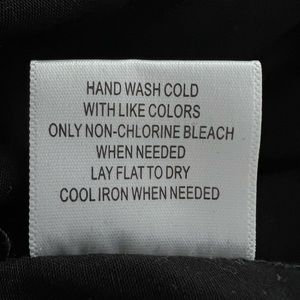 HAND WASH COLD
WITH LIKE COLORS
ONLY NON-CHLORINE BLEACH
WHEN NEEDED
LAY FLAT TO DRY
COOL IRON WHEN NEEDED